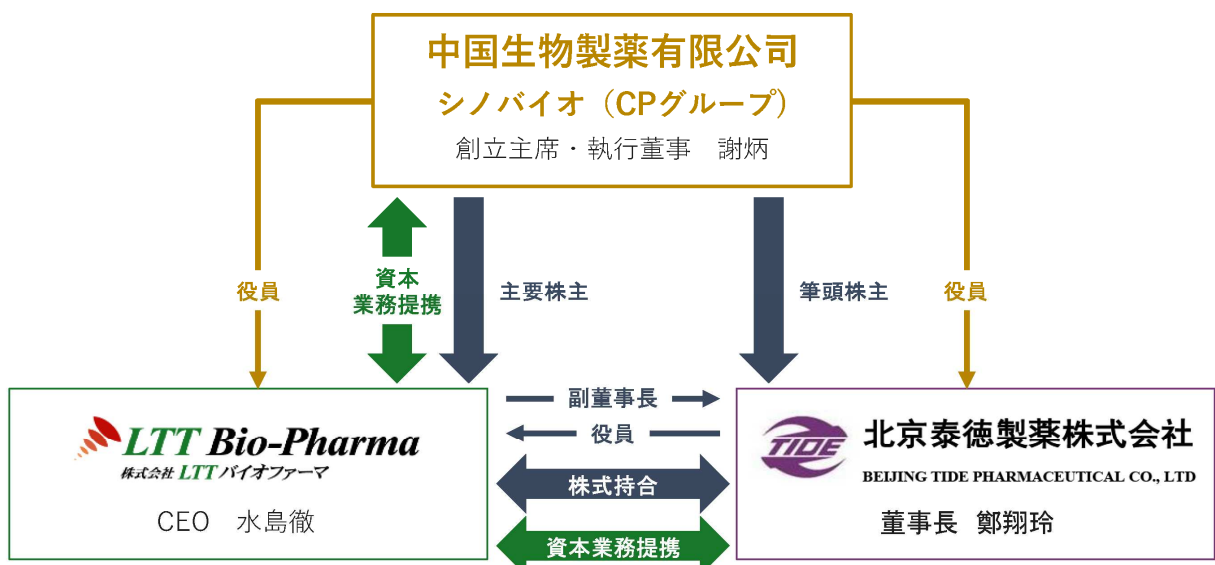 中国生物製薬有限公司
シノバイオ（CPグループ）
創立主席・執行董事　謝炳
役員
資本
業務提携
主要株主
筆頭株主
役員
LTT Bio-Pharma
株式会社 LTT バイオファーマ
CEO　水島徹
副董事長
役員
株式持合
資本業務提携
TIDE
北京泰徳製薬株式会社
BEIJING TIDE PHARMACEUTICAL CO., LTD
董事長 鄭翔玲